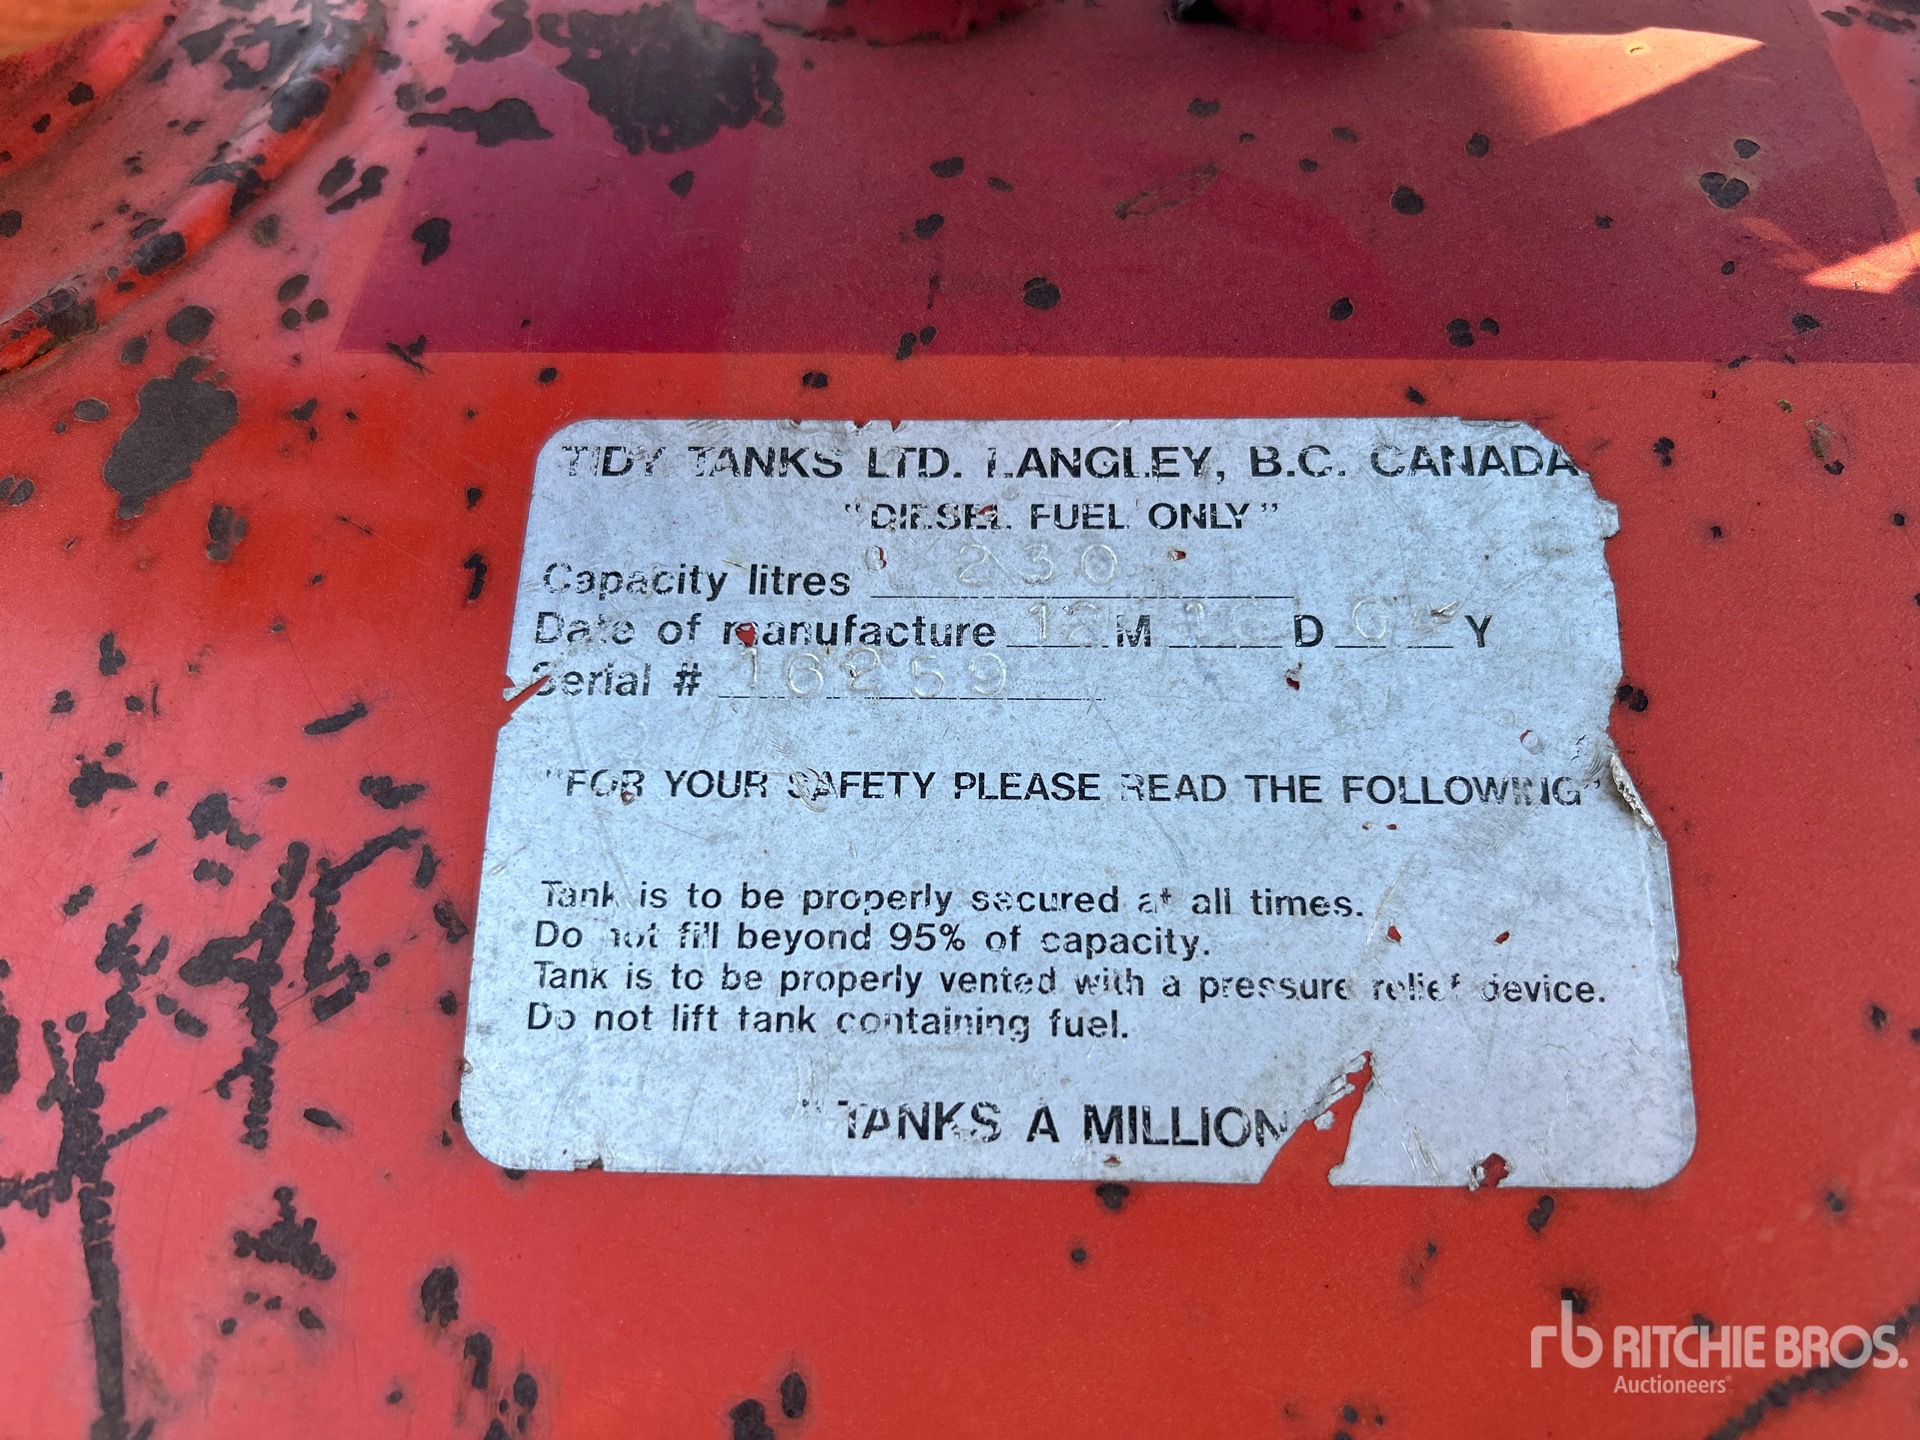 TIDY TANKS LTD. LANGLEY, B.C. CANADA
"DIESEL FUEL ONLY"
Capacity litres 230
Date of manufacture 12 M 1 D Y
Serial # 16259
"FOR YOUR SAFETY PLEASE READ THE FOLLOWING"
Tank is to be properly secured at all times.
Do not fill beyond 95% of capacity.
Tank is to be properly vented with a pressure relief device.
Do not lift tank containing fuel.
"TANKS A MILLION
rb RITCHIE BROS.
Auctioneers